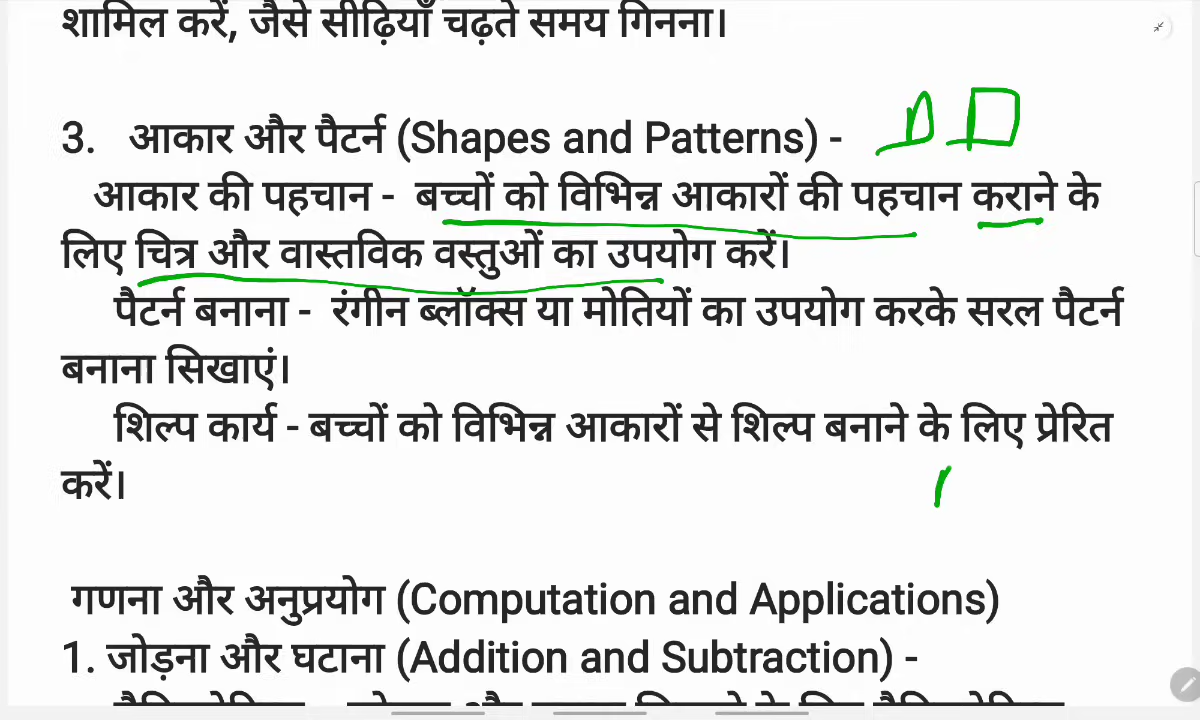 शामिल करें, जैसे सीढ़ियाँ चढ़ते समय गिनना।
3. आकार और पैटर्न (Shapes and Patterns) -
आकार की पहचान - बच्चों को विभिन्न आकारों की पहचान कराने के
लिए चित्र और वास्तविक वस्तुओं का उपयोग करें।
पैटर्न बनाना - रंगीन ब्लॉक्स या मोतियों का उपयोग करके सरल पैटर्न
बनाना सिखाएं।
शिल्प कार्य - बच्चों को विभिन्न आकारों से शिल्प बनाने के लिए प्रेरित
करें।
गणना और अनुप्रयोग (Computation and Applications)
1. जोड़ना और घटाना (Addition and Subtraction) -